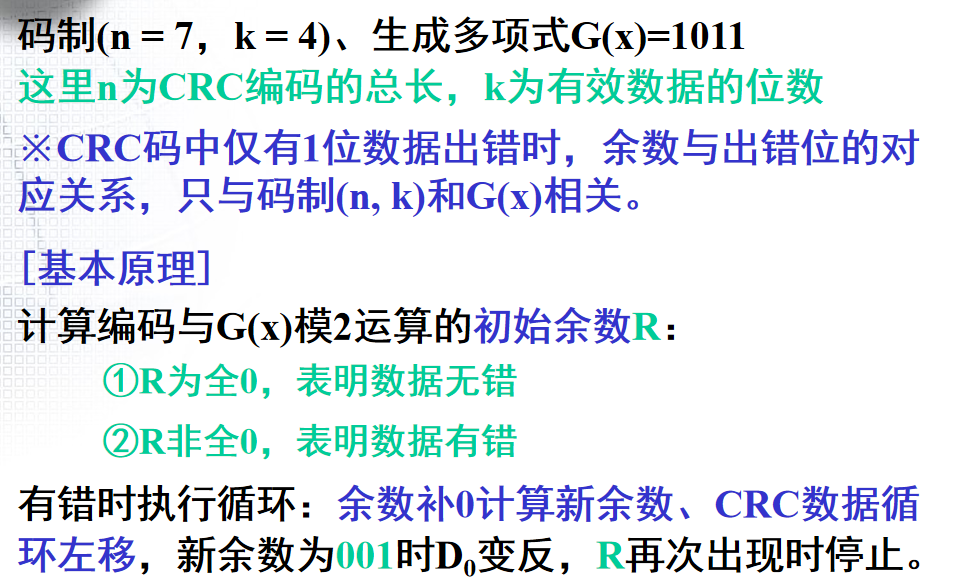 码制(n = 7，k = 4)、生成多项式G(x)=1011
这里n为CRC编码的总长，k为有效数据的位数
※CRC码中仅有1位数据出错时，余数与出错位的对
应关系，只与码制(n, k)和G(x)相关。
[基本原理]
计算编码与G(x)模2运算的初始余数R：
①R为全0，表明数据无错
②R非全0，表明数据有错
有错时执行循环：余数补0计算新余数、CRC数据循
环左移，新余数为001时D₀变反，R再次出现时停止。